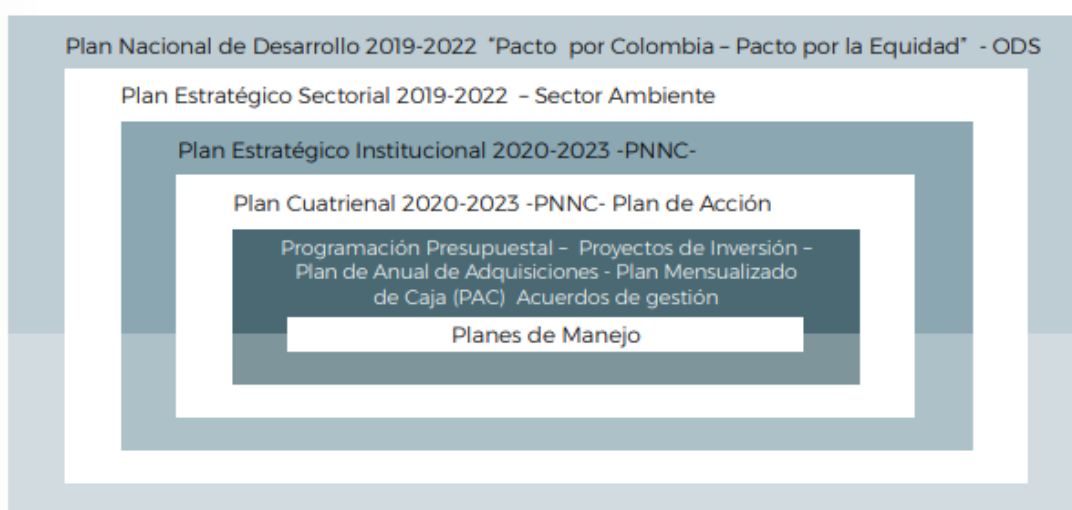 Plan Nacional de Desarrollo 2019-2022 "Pacto por Colombia – Pacto por la Equidad" - ODS
Plan Estratégico Sectorial 2019-2022 – Sector Ambiente
Plan Estratégico Institucional 2020-2023 -PNNC-
Plan Cuatrienal 2020-2023 -PNNC- Plan de Acción
Programación Presupuestal – Proyectos de Inversión –
Plan de Anual de Adquisiciones - Plan Mensualizado
de Caja (PAC) Acuerdos de gestión
Planes de Manejo